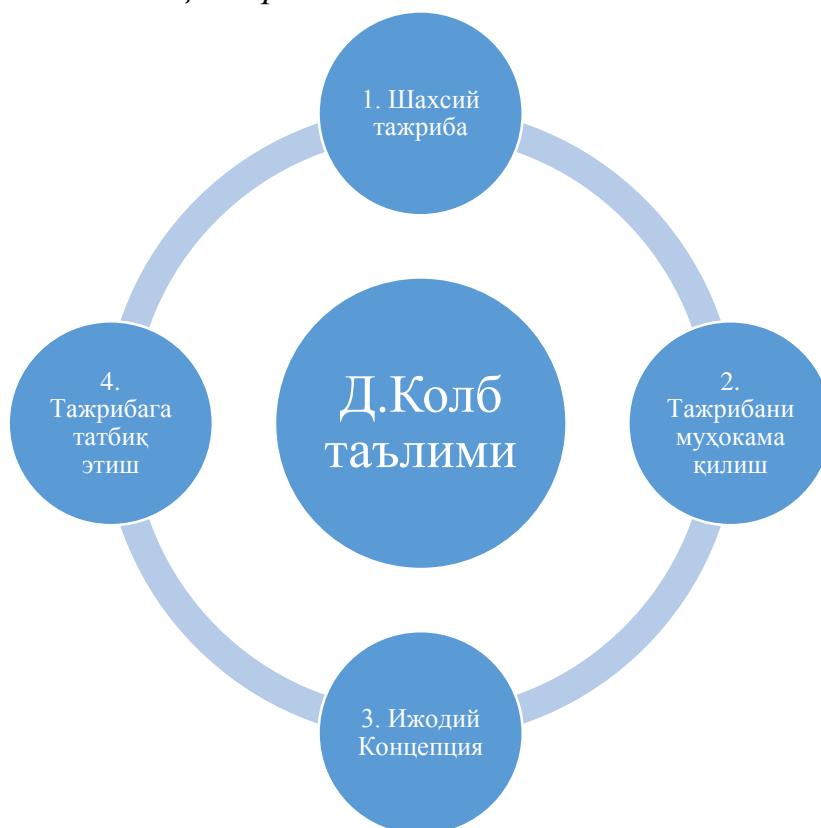 1. Шахсий
тажриба
2.
Тажрибани
муҳокама
қилиш
3. Ижодий
Концепция
4.
Тажрибага
татбиқ
этиш
Д.Колб
таълими